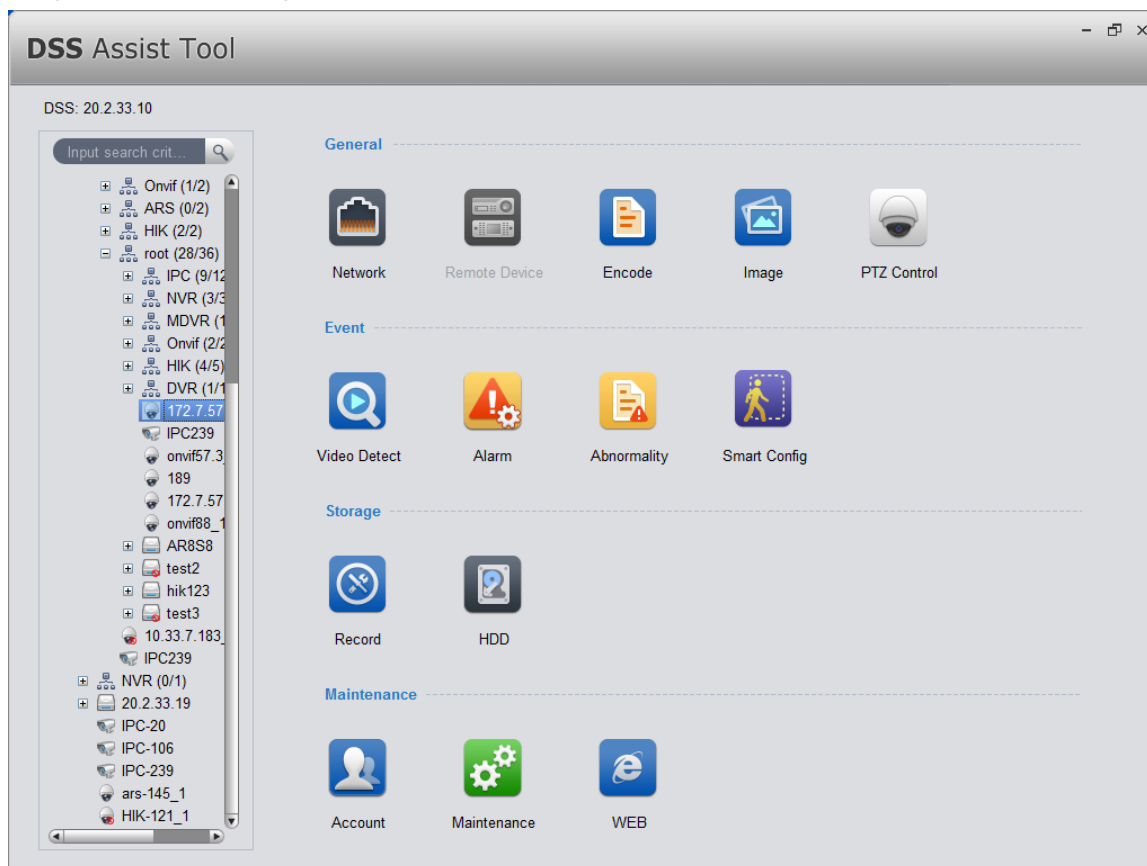 DSS Assist Tool
DSS: 20.2.33.10
Input search crit...
Onvif (1/2)
ARS (0/2)
HIK (2/2)
root (28/36)
IPC (9/12
NVR (3/3
MDVR (1
Onvif (2/2
HIK (4/5)
DVR (1/1
172.7.57
IPC239
onvif57.3
189
172.7.57
onvif88_1
AR8S8
test2
hik123
test3
10.33.7.183_
IPC239
NVR (0/1)
20.2.33.19
IPC-20
IPC-106
IPC-239
ars-145_1
HIK-121_1
General
Network Remote Device Encode Image PTZ Control
Event
Video Detect Alarm Abnormality Smart Config
Storage
Record HDD
Maintenance
Account Maintenance WEB